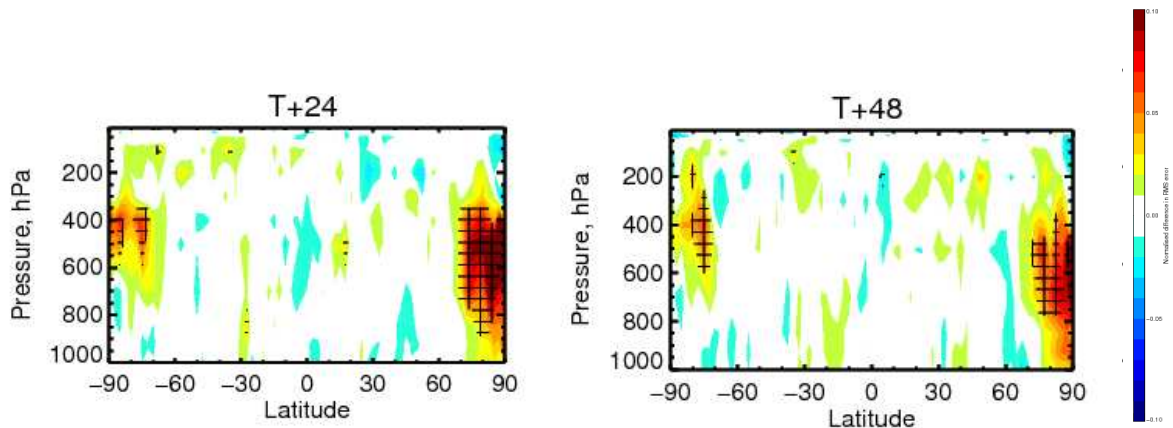 T+24
Pressure, hPa
200
400
600
800
1000
−90 −60 −30 0 30 60 90
Latitude
T+48
Pressure, hPa
200
400
600
800
1000
−90 −60 −30 0 30 60 90
Latitude
0.10
0.05
0.00
−0.05
−0.10
Normalised difference in RMS error